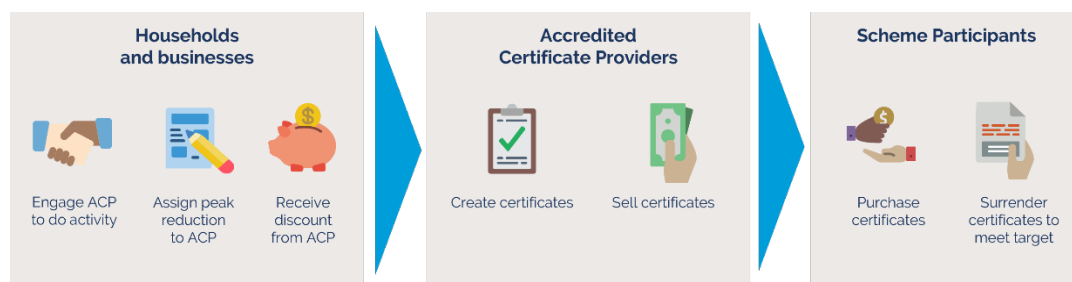 Households
and businesses
Engage ACP
to do activity
Assign peak
reduction
to ACP
Receive
discount
from ACP
Accredited
Certificate Providers
Create certificates
Sell certificates
Scheme Participants
Purchase
certificates
Surrender
certificates to
meet target